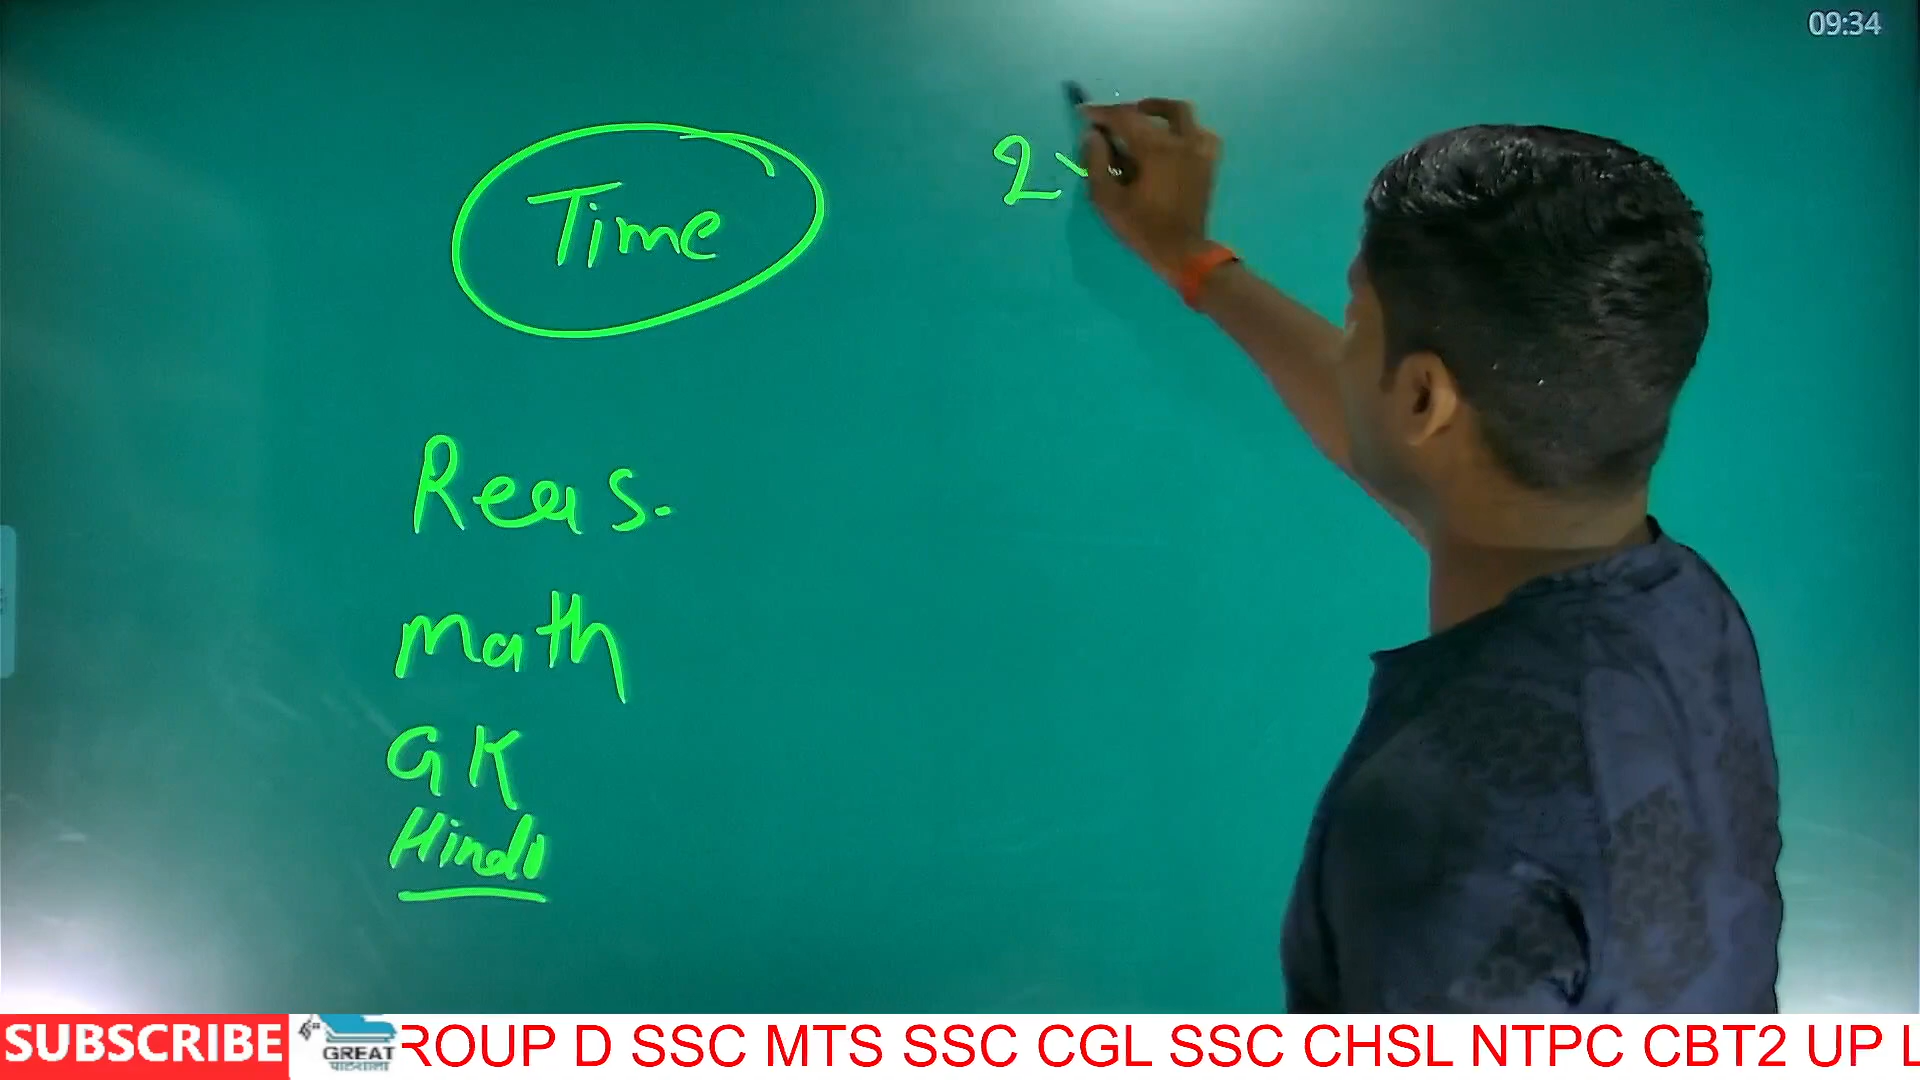 09:34
Time
2
Reas.
math
GK
Hindi
SUBSCRIBE
GREAT
पाठशाला
ROUP D SSC MTS SSC CGL SSC CHSL NTPC CBT2 UP L